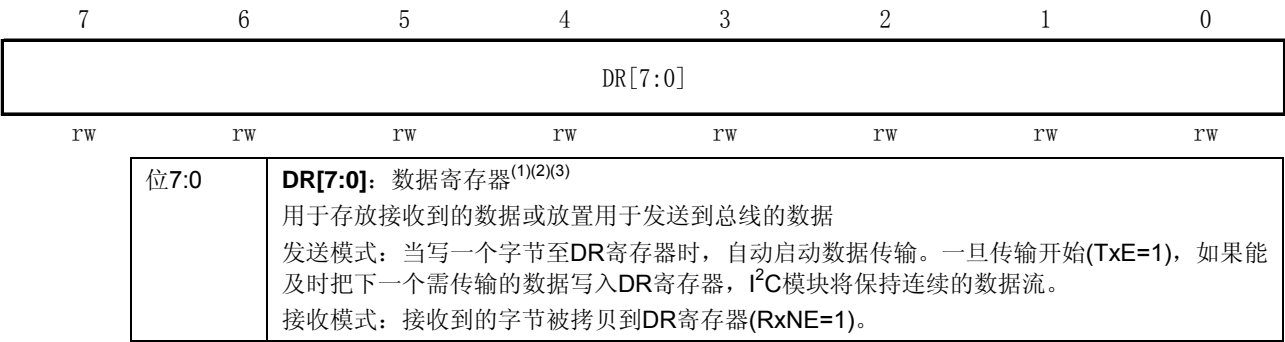 7 6 5 4 3 2 1 0
DR[7:0]
rw rw rw rw rw rw rw rw
位7:0 DR[7:0]：数据寄存器(1)(2)(3)
用于存放接收到的数据或放置用于发送到总线的数据
发送模式：当写一个字节至DR寄存器时，自动启动数据传输。一旦传输开始(TxE=1)，如果能
及时把下一个需传输的数据写入DR寄存器，I²C模块将保持连续的数据流。
接收模式：接收到的字节被拷贝到DR寄存器(RxNE=1)。